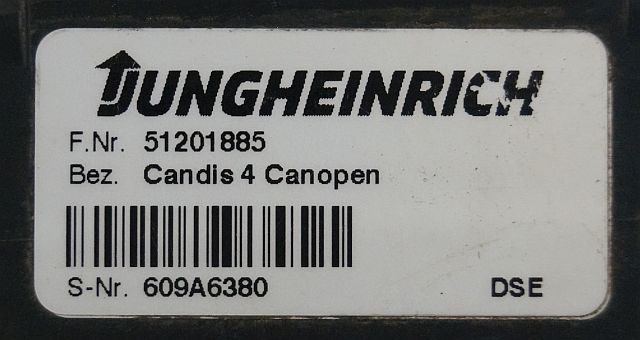 JUNGHEINRICH
F.Nr. 51201885
Bez. Candis 4 Canopen
S-Nr. 609A6380 DSE